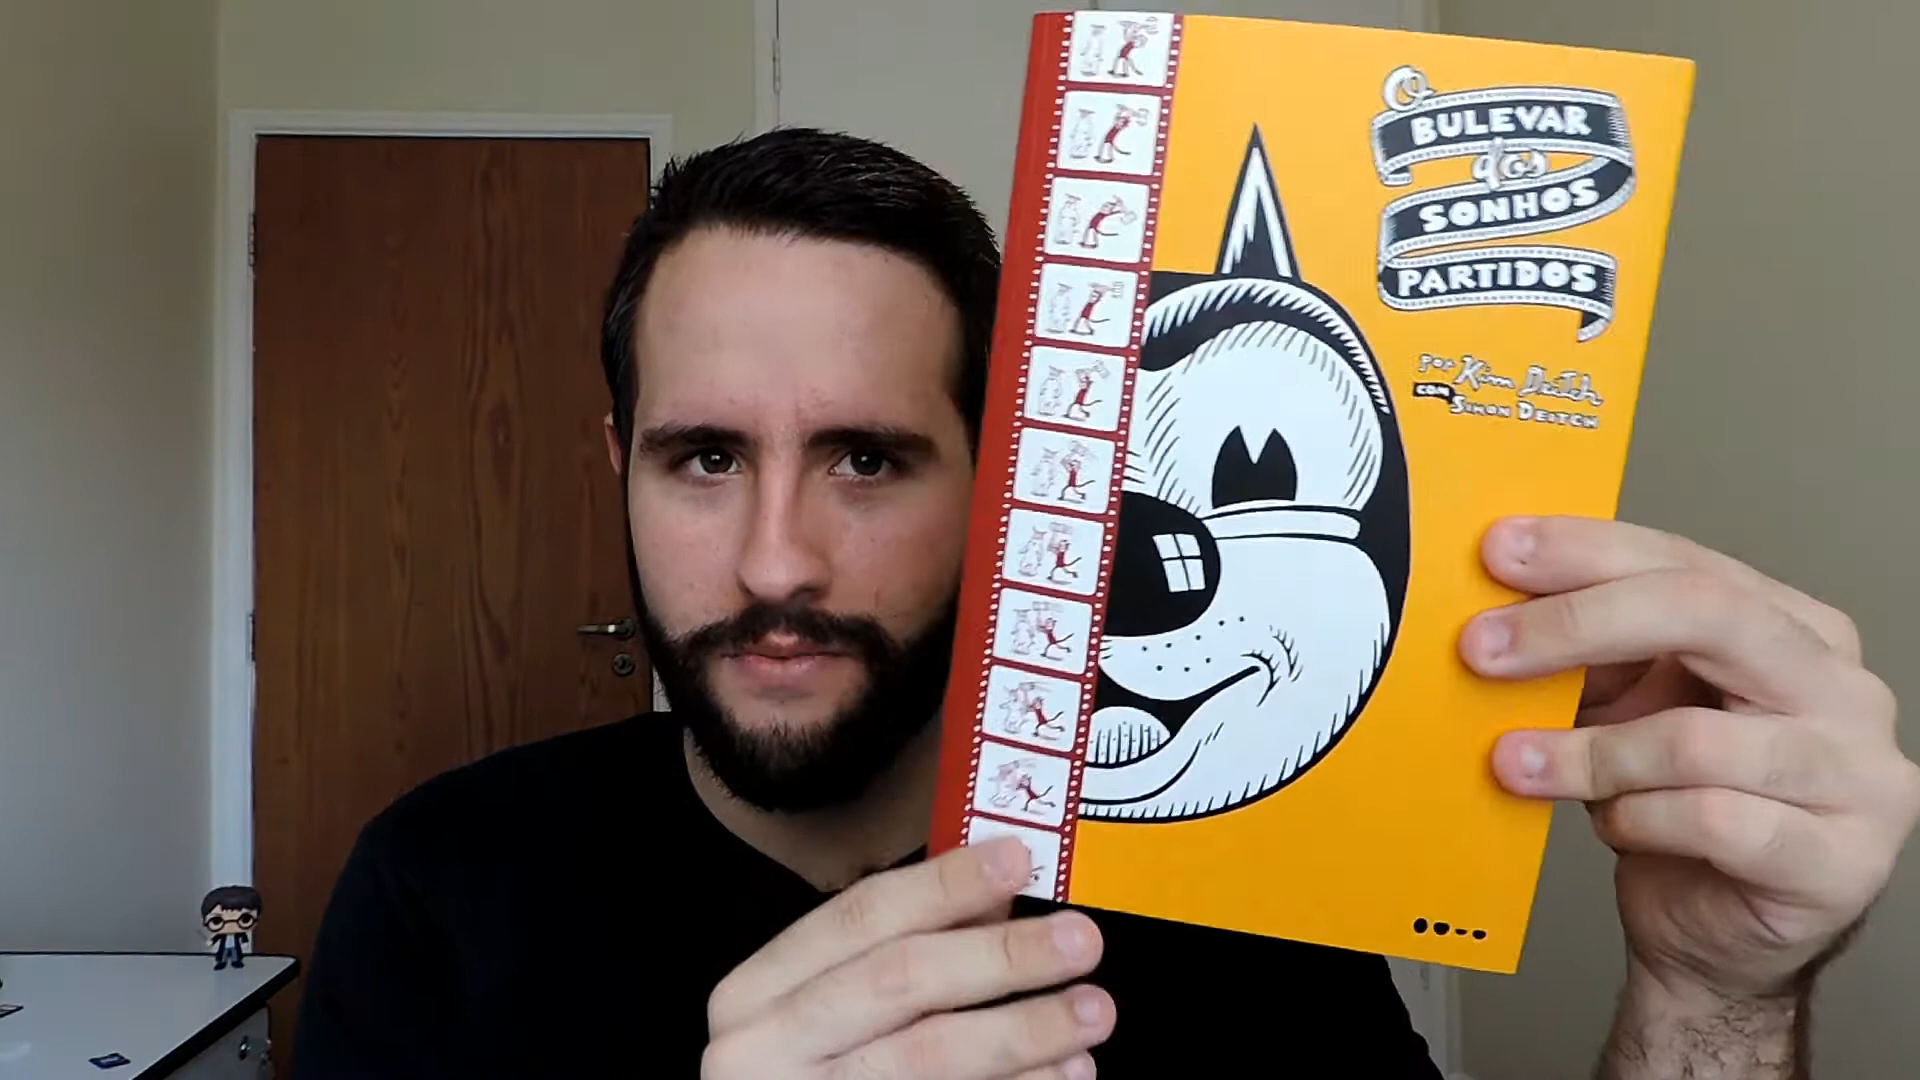 O
BULEVAR
dos
SONHOS
PARTIDOS
por Kim Deitch
COM SIMON DEITCH